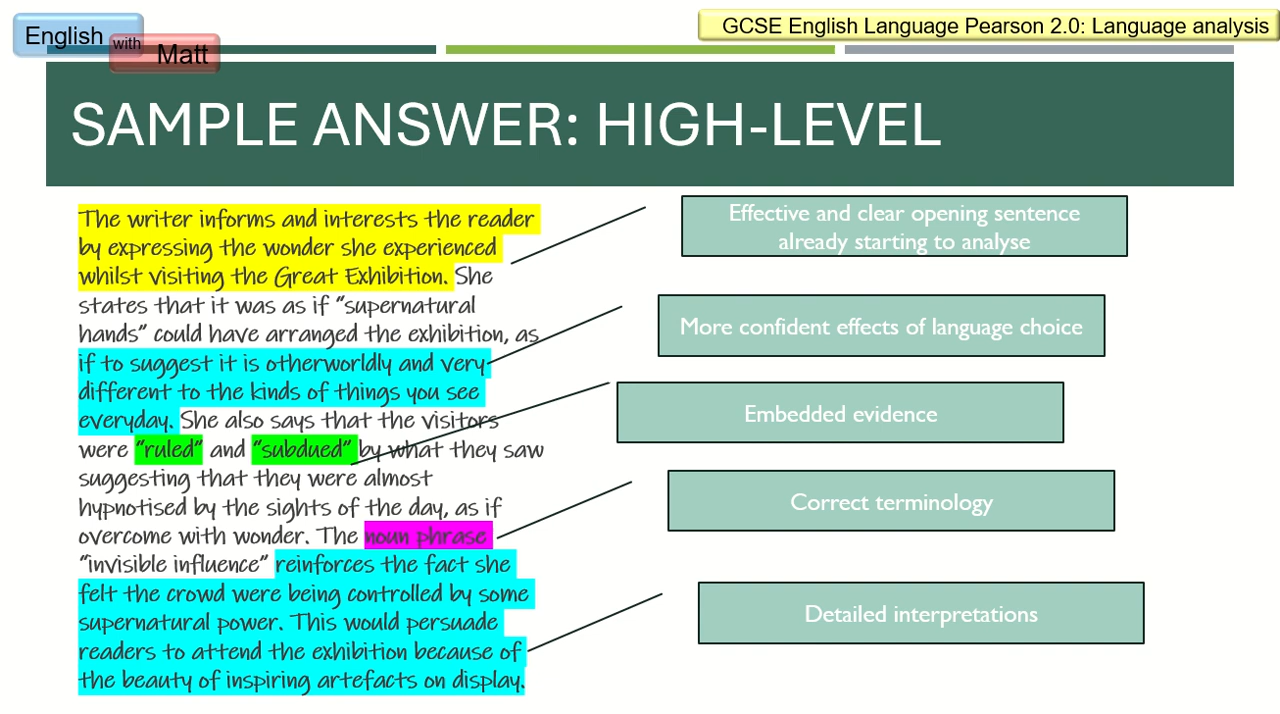 English
with
Matt
GCSE English Language Pearson 2.0: Language analysis
SAMPLE ANSWER: HIGH-LEVEL
The writer informs and interests the reader
by expressing the wonder she experienced
whilst visiting the Great Exhibition. She
states that it was as if “supernatural
hands” could have arranged the exhibition, as
if to suggest it is otherworldly and very
different to the kinds of things you see
everyday. She also says that the visitors
were “ruled” and “subdued” by what they saw
suggesting that they were almost
hypnotised by the sights of the day, as if
overcome with wonder. The noun phrase
“invisible influence” reinforces the fact she
felt the crowd were being controlled by some
supernatural power. This would persuade
readers to attend the exhibition because of
the beauty of inspiring artefacts on display.
Effective and clear opening sentence
already starting to analyse
More confident effects of language choice
Embedded evidence
Correct terminology
Detailed interpretations